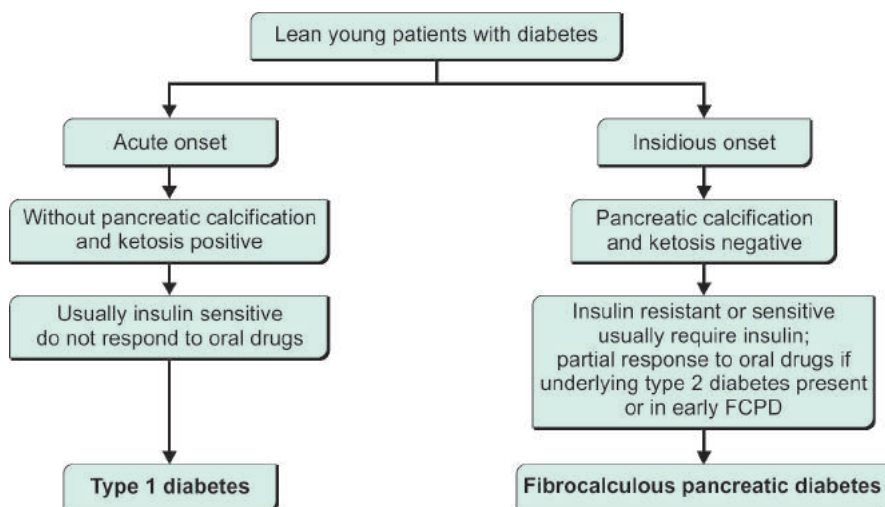 Lean young patients with diabetes
Acute onset
Without pancreatic calcification
and ketosis positive
Usually insulin sensitive
do not respond to oral drugs
Type 1 diabetes
Insidious onset
Pancreatic calcification
and ketosis negative
Insulin resistant or sensitive
usually require insulin;
partial response to oral drugs if
underlying type 2 diabetes present
or in early FCPD
Fibrocalculous pancreatic diabetes